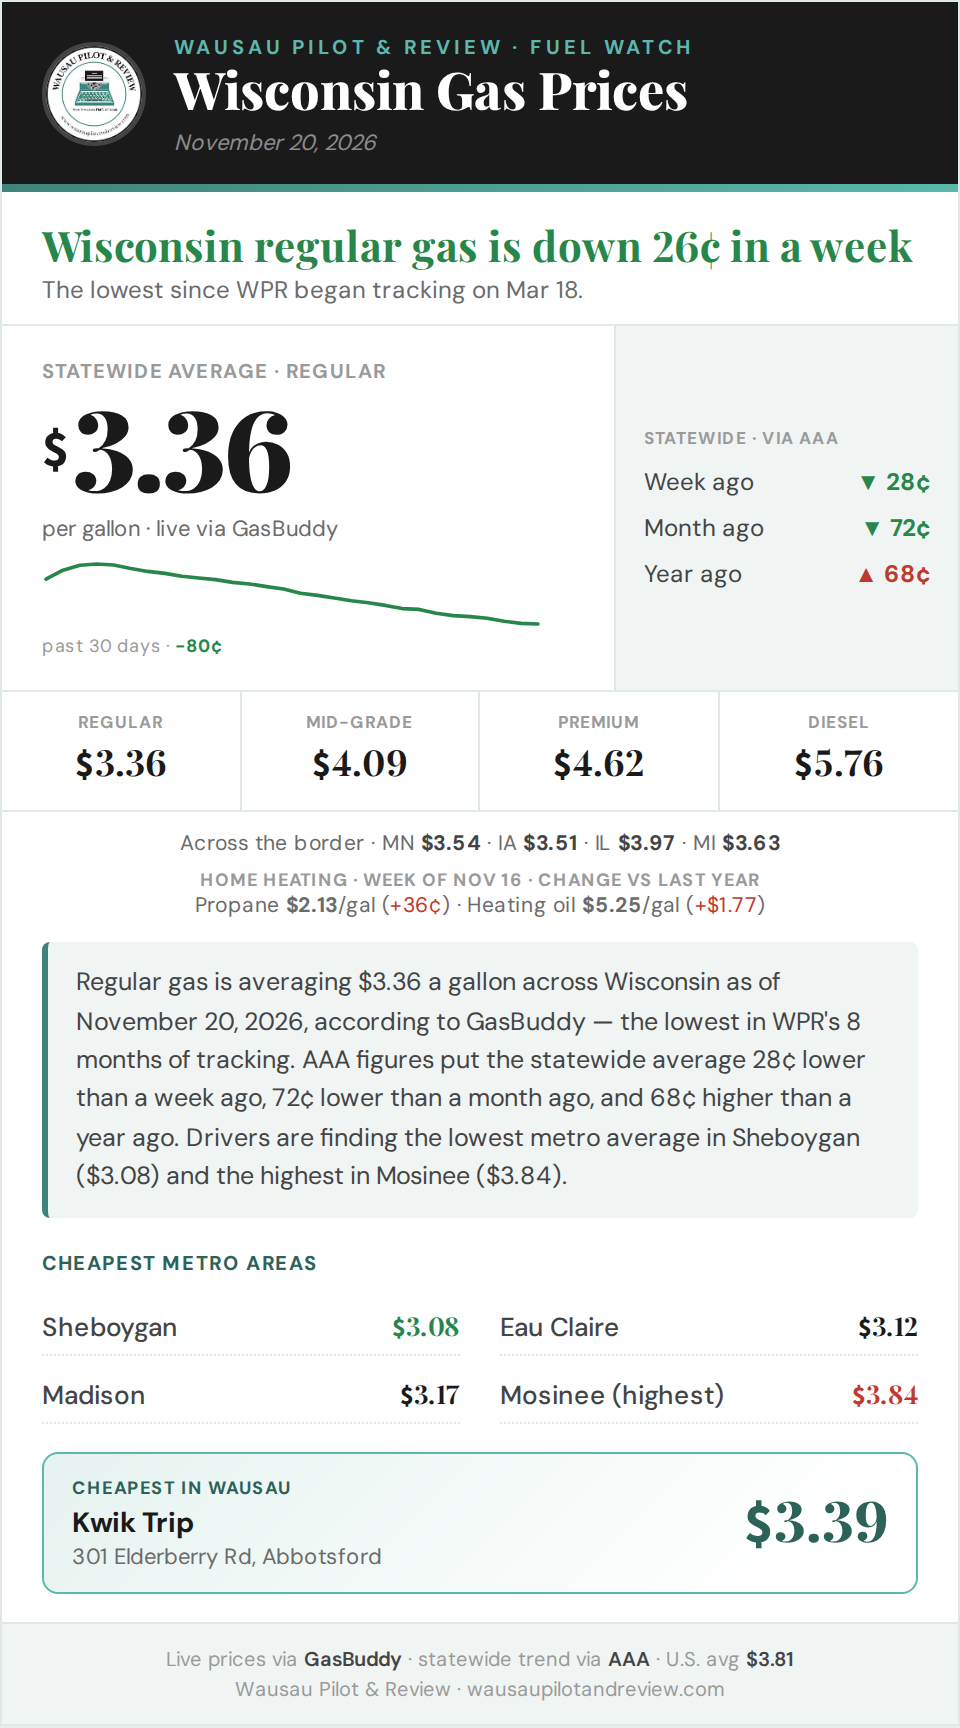 WAUSAU PILOT & REVIEW
WAUSAU PILOT & REVIEW · FUEL WATCH
Wisconsin Gas Prices
November 20, 2026
Wisconsin regular gas is down 26¢ in a week
The lowest since WPR began tracking on Mar 18.
STATEWIDE AVERAGE · REGULAR
$3.36
per gallon · live via GasBuddy
past 30 days · -80¢
STATEWIDE · VIA AAA
Week ago ▼ 28¢
Month ago ▼ 72¢
Year ago ▲ 68¢
REGULAR MID-GRADE PREMIUM DIESEL
$3.36 $4.09 $4.62 $5.76
Across the border · MN $3.54 · IA $3.51 · IL $3.97 · MI $3.63
HOME HEATING · WEEK OF NOV 16 · CHANGE VS LAST YEAR
Propane $2.13/gal (+36¢) · Heating oil $5.25/gal (+$1.77)
Regular gas is averaging $3.36 a gallon across Wisconsin as of
November 20, 2026, according to GasBuddy — the lowest in WPR's 8
months of tracking. AAA figures put the statewide average 28¢ lower
than a week ago, 72¢ lower than a month ago, and 68¢ higher than a
year ago. Drivers are finding the lowest metro average in Sheboygan
($3.08) and the highest in Mosinee ($3.84).
CHEAPEST METRO AREAS
Sheboygan $3.08 Eau Claire $3.12
Madison $3.17 Mosinee (highest) $3.84
CHEAPEST IN WAUSAU
Kwik Trip
301 Elderberry Rd, Abbotsford
$3.39
Live prices via GasBuddy · statewide trend via AAA · U.S. avg $3.81
Wausau Pilot & Review · wausaupilotandreview.com